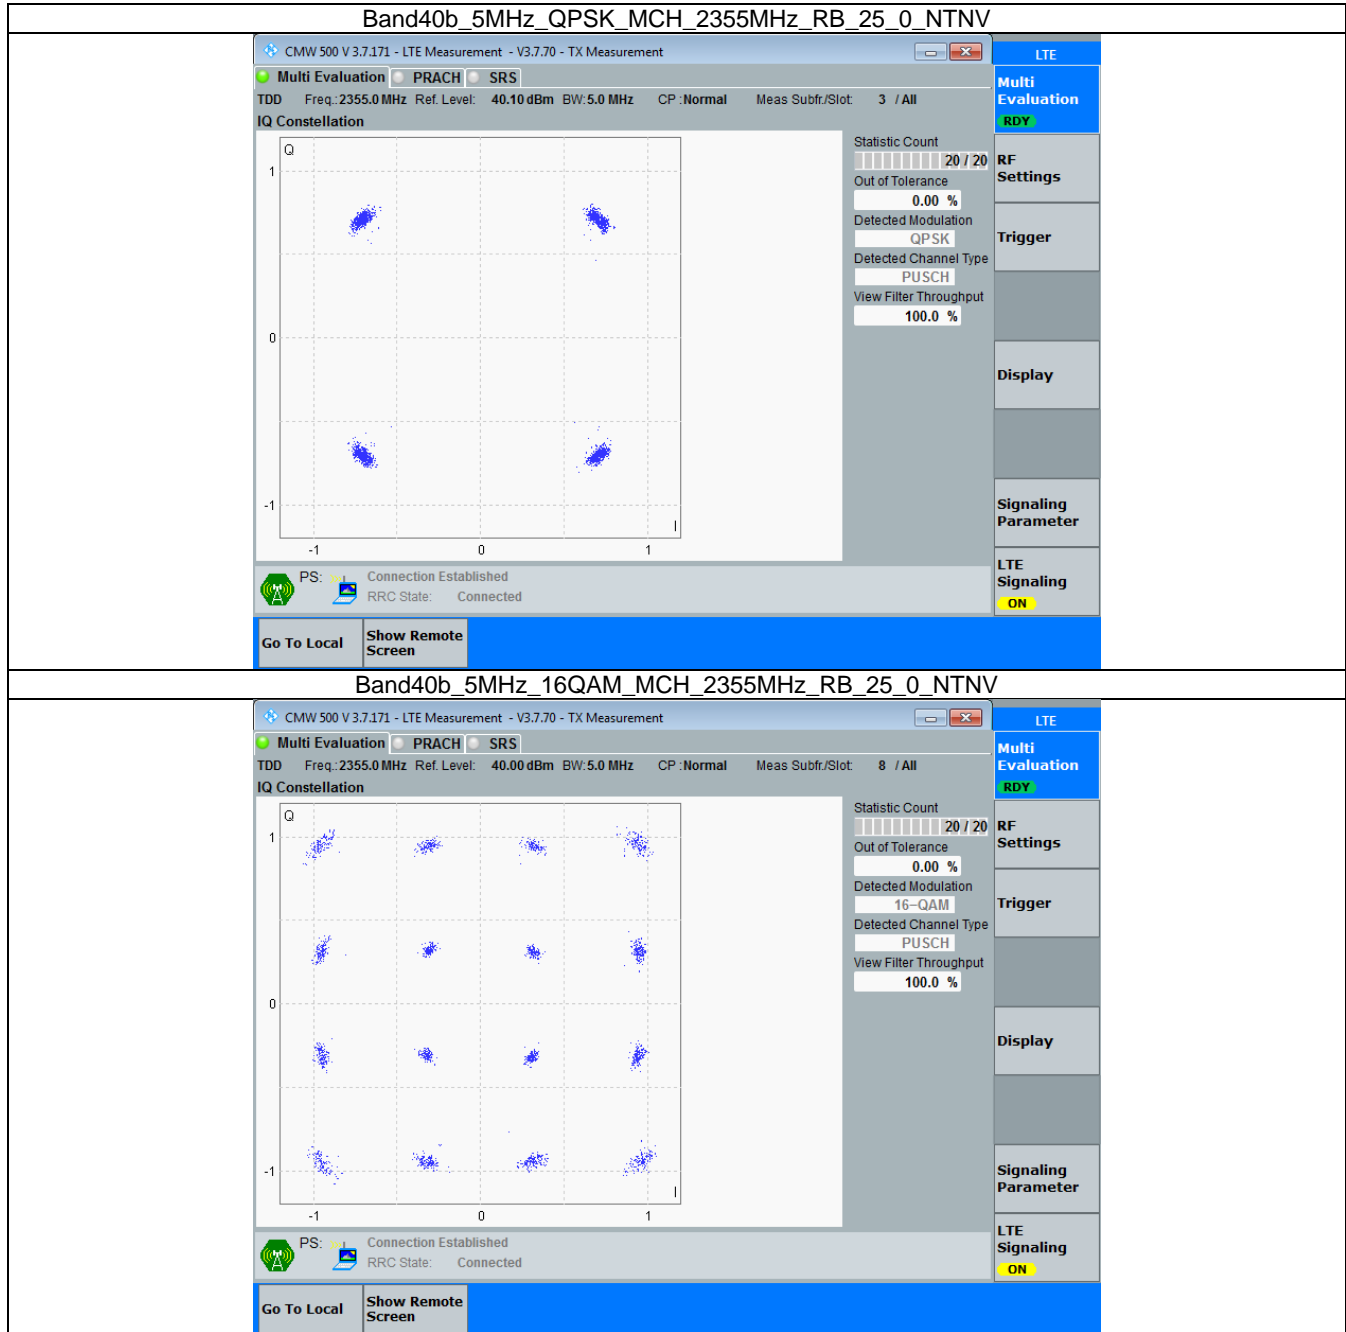 Band40b_5MHz_QPSK_MCH_2355MHz_RB_25_0_NTNV
CMW 500 V 3.7.171 - LTE Measurement - V3.7.70 - TX Measurement
LTE
Multi Evaluation PRACH SRS
Multi
Evaluation
RDY
TDD Freq.:2355.0 MHz Ref. Level: 40.10 dBm BW:5.0 MHz CP :Normal Meas Subfr./Slot: 3 / All
IQ Constellation
Q
1
0
-1
-1 0 1
I
Statistic Count
20 / 20
Out of Tolerance
0.00 %
Detected Modulation
QPSK
Detected Channel Type
PUSCH
View Filter Throughput
100.0 %
RF
Settings
Trigger
Display
Signaling
Parameter
LTE
Signaling
ON
PS: Connection Established
RRC State: Connected
Go To Local
Show Remote
Screen
Band40b_5MHz_16QAM_MCH_2355MHz_RB_25_0_NTNV
CMW 500 V 3.7.171 - LTE Measurement - V3.7.70 - TX Measurement
LTE
Multi Evaluation PRACH SRS
Multi
Evaluation
RDY
TDD Freq.:2355.0 MHz Ref. Level: 40.00 dBm BW:5.0 MHz CP :Normal Meas Subfr./Slot: 8 / All
IQ Constellation
Q
1
0
-1
-1 0 1
I
Statistic Count
20 / 20
Out of Tolerance
0.00 %
Detected Modulation
16-QAM
Detected Channel Type
PUSCH
View Filter Throughput
100.0 %
RF
Settings
Trigger
Display
Signaling
Parameter
LTE
Signaling
ON
PS: Connection Established
RRC State: Connected
Go To Local
Show Remote
Screen